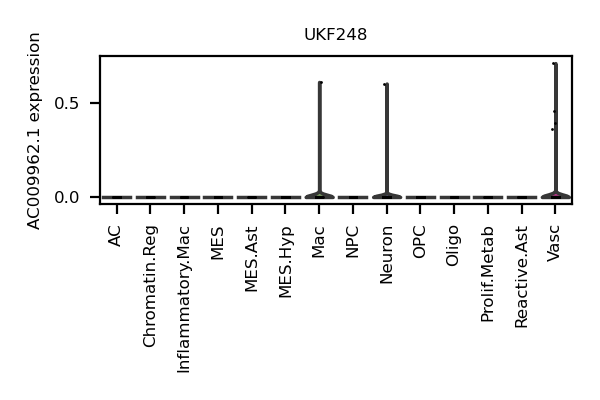 UKF248
AC009962.1 expression
0.5
0.0
AC
Chromatin.Reg
Inflammatory.Mac
MES
MES.Ast
MES.Hyp
Mac
NPC
Neuron
OPC
Oligo
Prolif.Metab
Reactive.Ast
Vasc